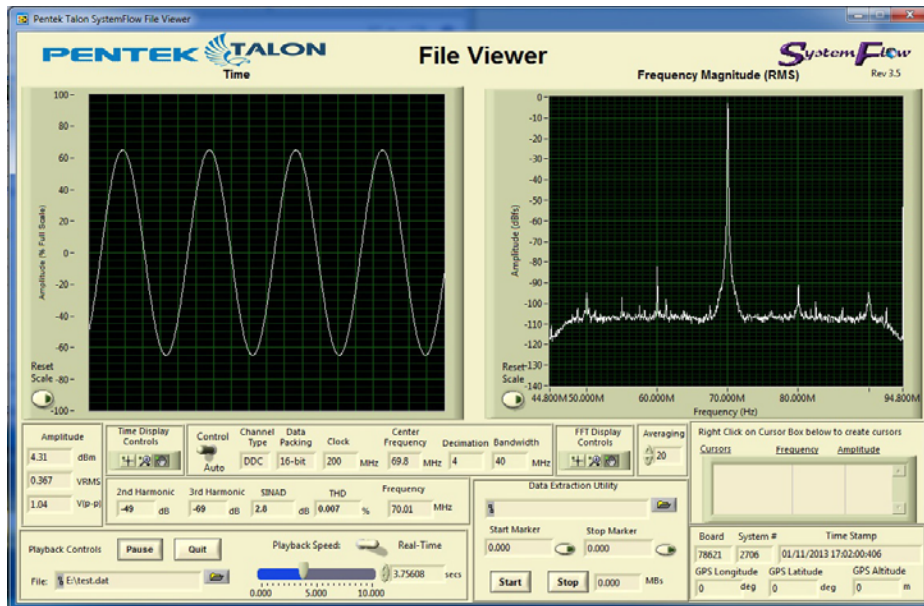 Pentek Talon SystemFlow File Viewer
PENTEK TALON
File Viewer
SystemFlow
Rev 3.5
Time
Frequency Magnitude (RMS)
100
80
60
40
20
0
-20
-40
-60
-80
-100
Amplitude (% Full Scale)
Reset Scale
0
-10
-20
-30
-40
-50
-60
-70
-80
-90
-100
-110
-120
-130
-140
Amplitude (dBfs)
Reset Scale
44.800M 50.000M 60.000M 70.000M 80.000M 94.800M
Frequency (Hz)
Amplitude
4.31 dBm
0.367 VRMS
1.04 V(p-p)
Time Display Controls
Control
Auto
Channel Type
DDC
Data Packing
16-bit
Clock
200 MHz
Center Frequency
69.8 MHz
Decimation
4
Bandwidth
40 MHz
FFT Display Controls
Averaging
20
Right Click on Cursor Box below to create cursors
Cursors Frequency Amplitude
2nd Harmonic
-49 dB
3rd Harmonic
-69 dB
SINAD
2.8 dB
THD
0.007 %
Frequency
70.01 MHz
Data Extraction Utility
Start Marker
0.000
Stop Marker
0.000
Start Stop 0.000 MBs
Playback Controls Pause Quit
Playback Speed: Real-Time
File: E:\test.dat
0.000 5.000 10.000
3.75608 secs
Board System # Time Stamp
78621 2706 01/11/2013 17:02:00:406
GPS Longitude GPS Latitude GPS Altitude
0 deg 0 deg 0 m